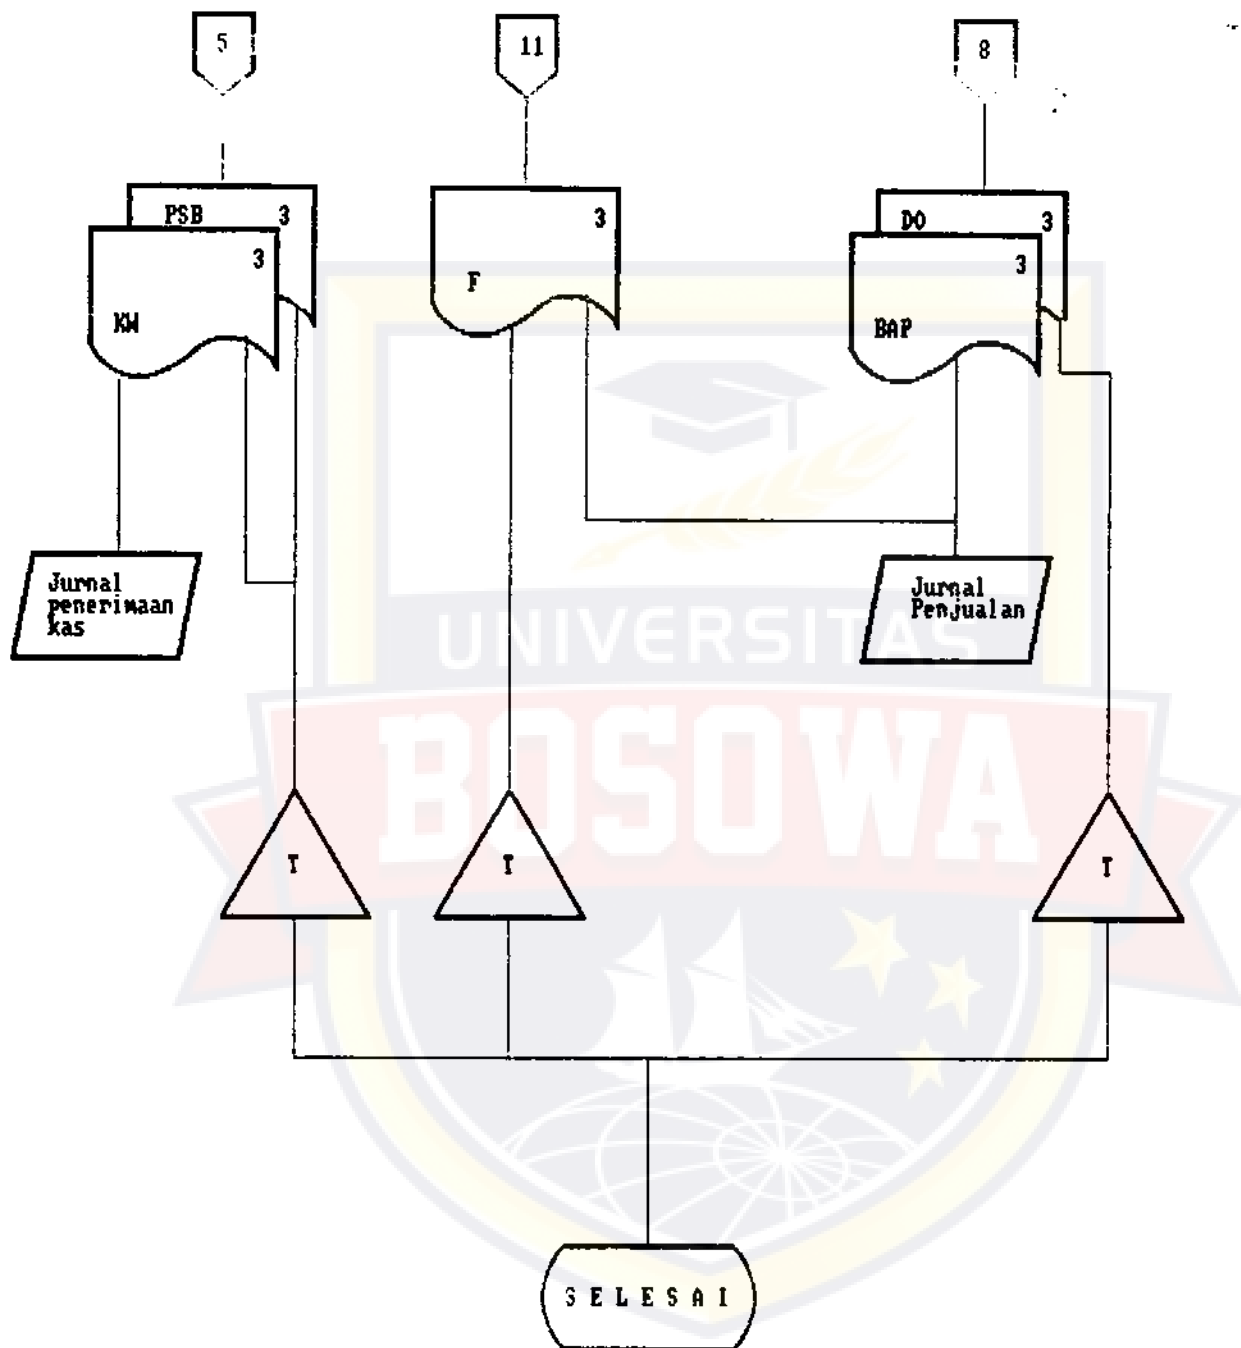 5
11
8
PSB 3
3
KW
3
F
DO 3
3
BAP
Jurnal
penerimaan
kas
Jurnal
Penjualan
UNIVERSITAS
BOSOWA
T
T
T
S E L E S A I